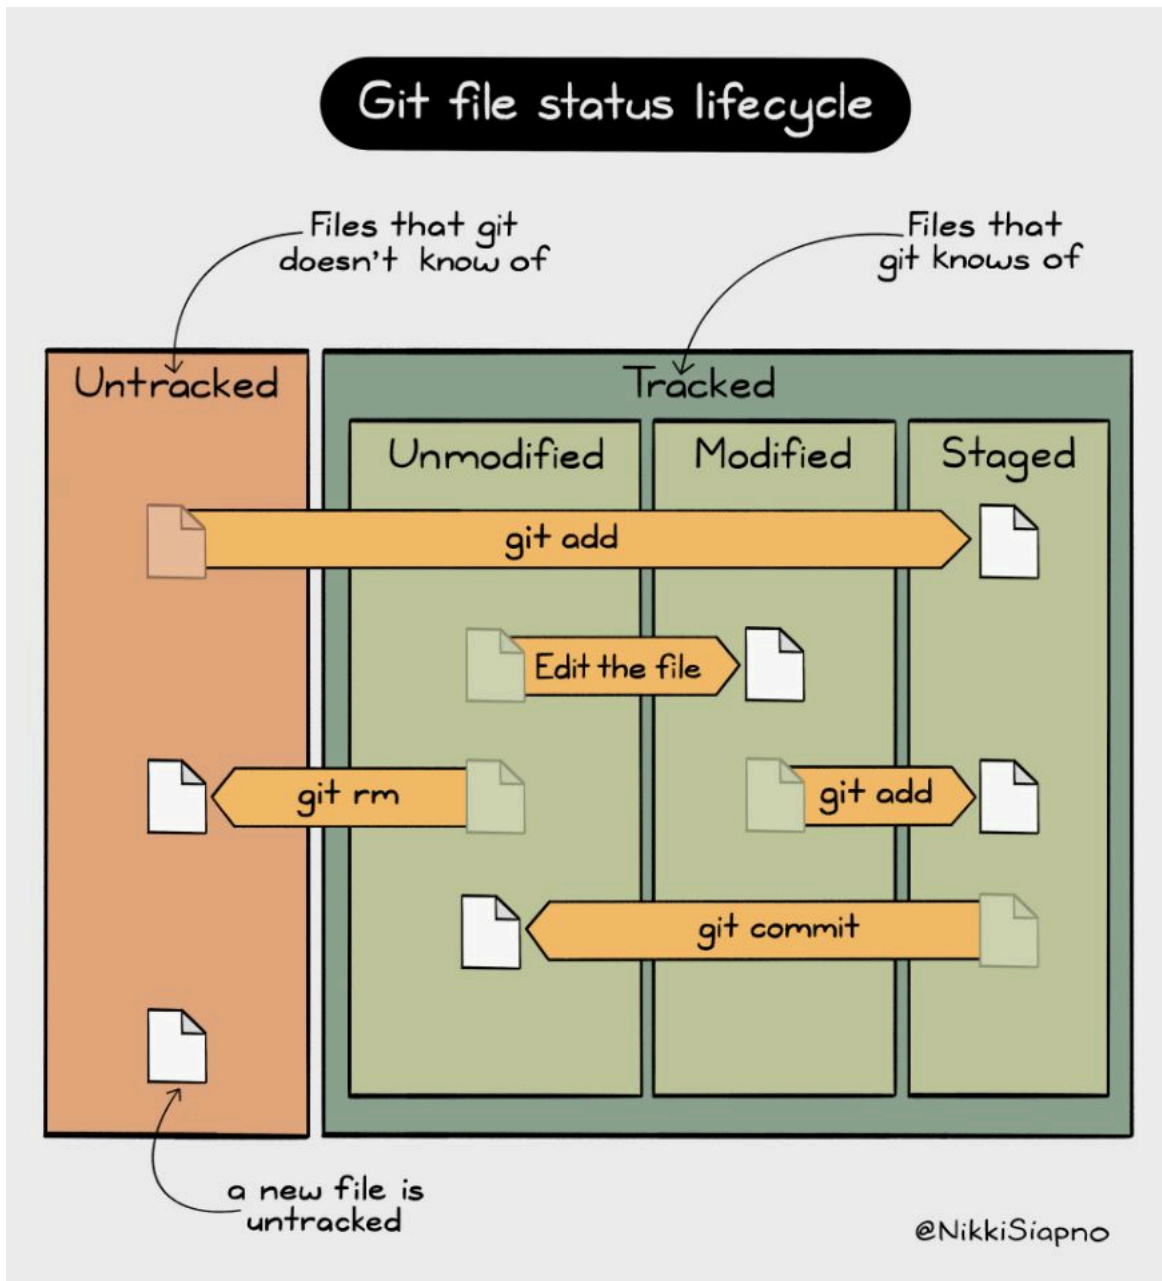 Git file status lifecycle
Files that git
doesn't know of
Files that
git knows of
Untracked
Tracked
Unmodified
Modified
Staged
git add
Edit the file
git rm
git add
git commit
a new file is
untracked
@NikkiSiapno